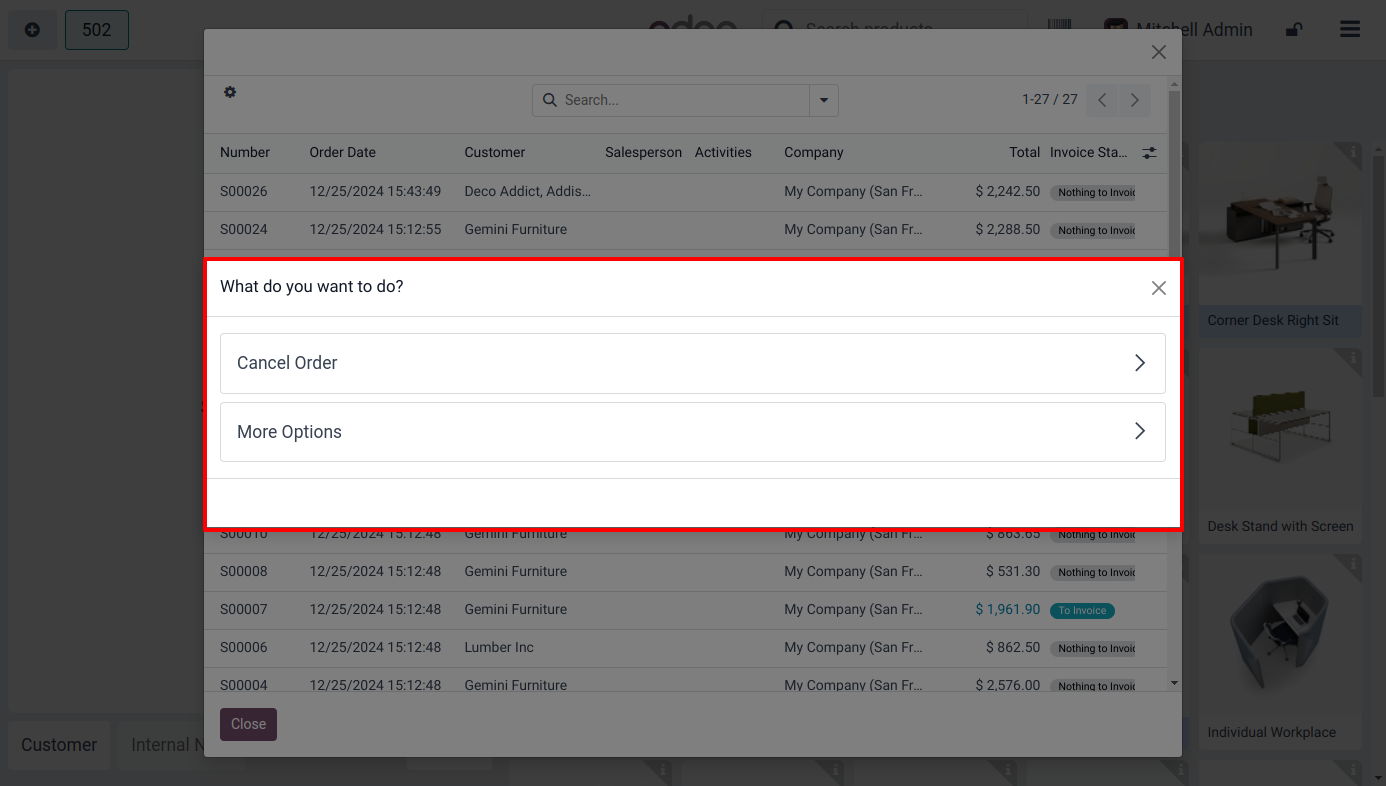 502
odoo
Search products...
Mitchell Admin
Search...
1-27 / 27
Number Order Date Customer Salesperson Activities Company Total Invoice Sta...
S00026 12/25/2024 15:43:49 Deco Addict, Addis... My Company (San Fr... $ 2,242.50 Nothing to Invoic
S00024 12/25/2024 15:12:55 Gemini Furniture My Company (San Fr... $ 2,288.50 Nothing to Invoic
What do you want to do?
Cancel Order
More Options
S00010 12/25/2024 15:12:48 Gemini Furniture My Company (San Fr... $ 863.65 Nothing to Invoic
S00008 12/25/2024 15:12:48 Gemini Furniture My Company (San Fr... $ 531.30 Nothing to Invoic
S00007 12/25/2024 15:12:48 Gemini Furniture My Company (San Fr... $ 1,961.90 To Invoice
S00006 12/25/2024 15:12:48 Lumber Inc My Company (San Fr... $ 862.50 Nothing to Invoic
S00004 12/25/2024 15:12:48 Gemini Furniture My Company (San Fr... $ 2,576.00 Nothing to Invoic
Close
Customer
Internal N
Corner Desk Right Sit
Desk Stand with Screen
Individual Workplace